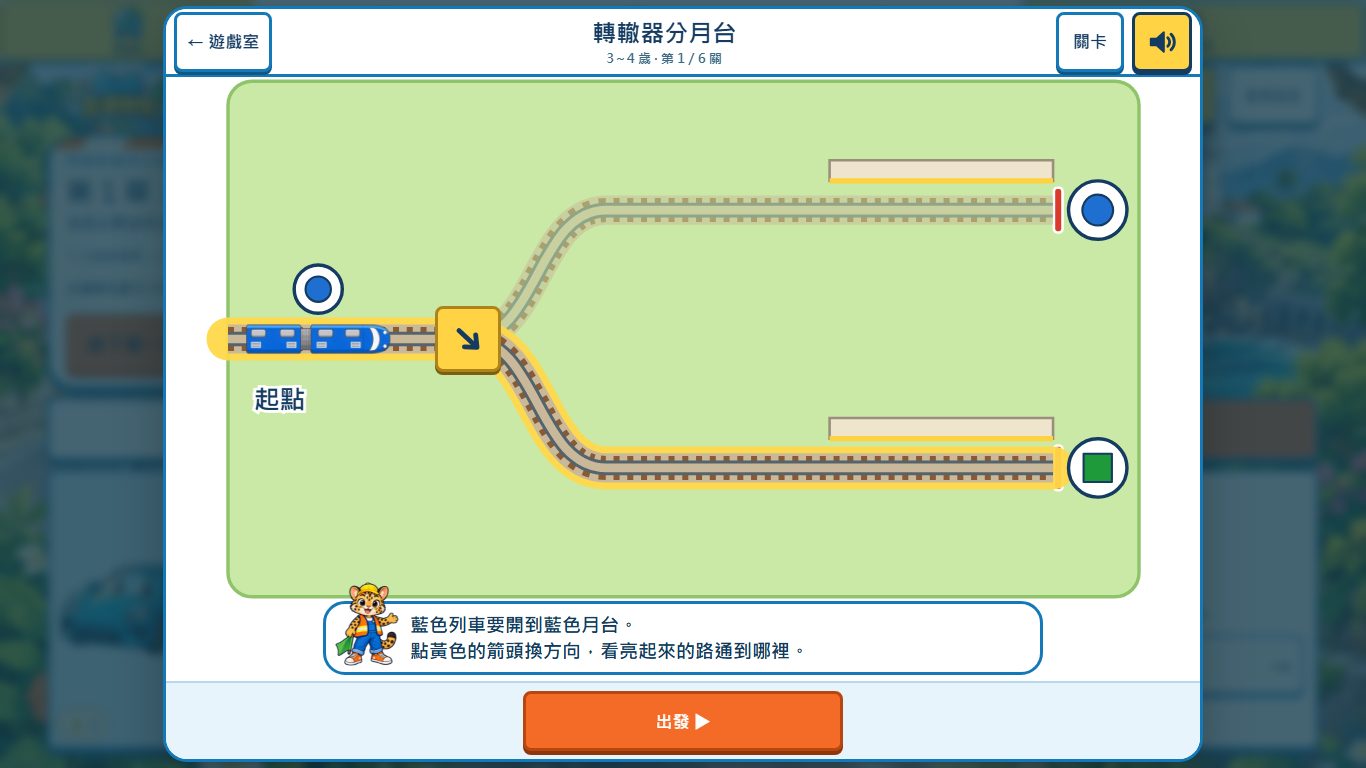 ← 遊戲室
轉轍器分月台
3~4歲·第1/6關
關卡
起點
藍色列車要開到藍色月台。
點黃色的箭頭換方向，看亮起來的路通到哪裡。
出發 ▶